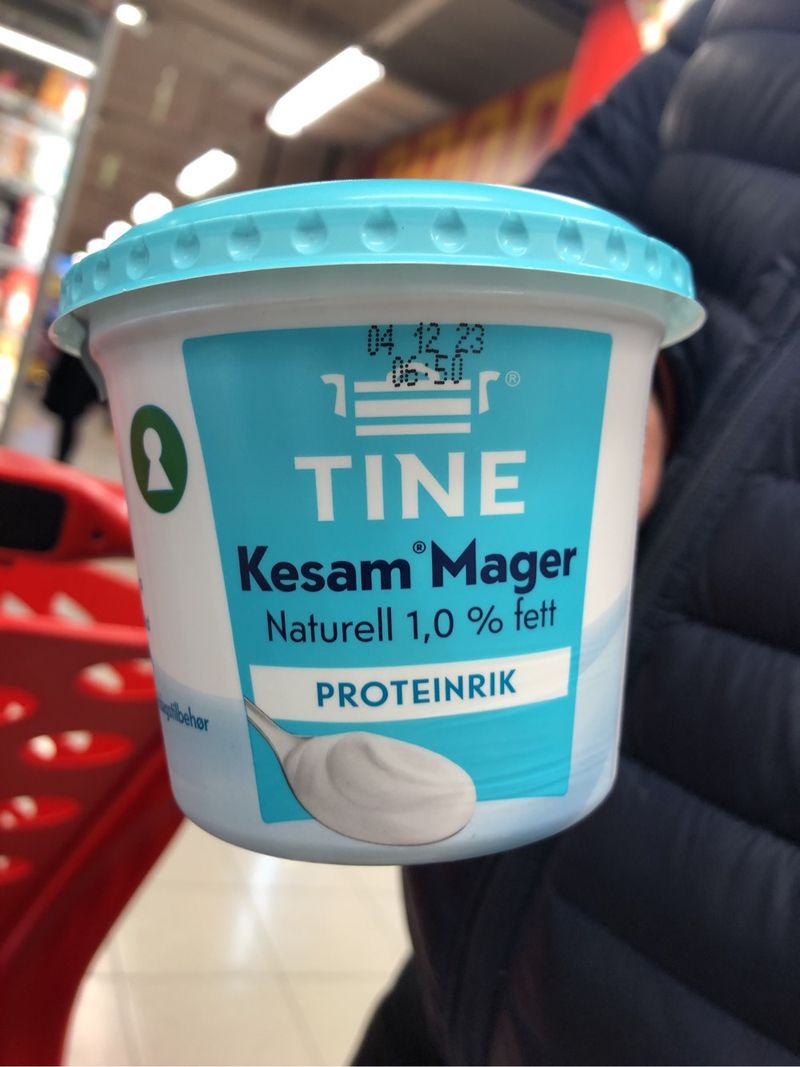 04 12 23
06:50
®
TINE
Kesam® Mager
Naturell 1,0 % fett
PROTEINRIK